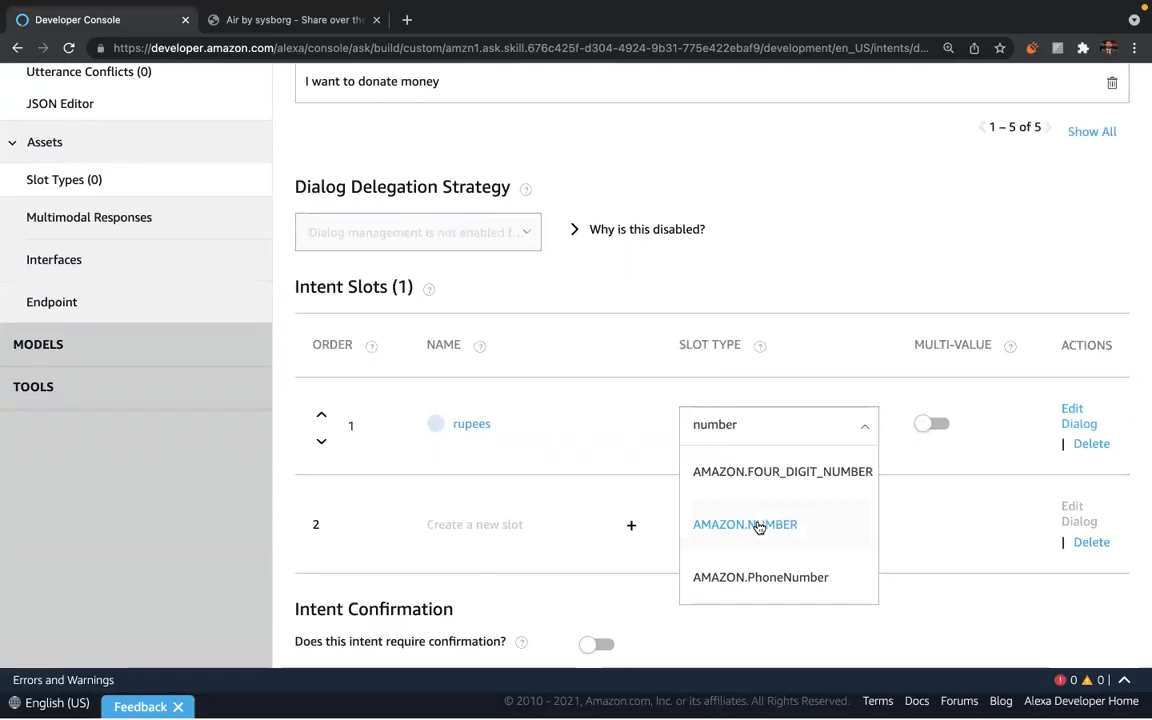 Developer Console
Air by sysborg - Share over the
https://developer.amazon.com/alexa/console/ask/build/custom/amzn1.ask.skill.676c425f-d304-4924-9b31-775e422ebaf9/development/en_US/intents/d...
Utterance Conflicts (0)
JSON Editor
Assets
Slot Types (0)
Multimodal Responses
Interfaces
Endpoint
MODELS
TOOLS
I want to donate money
1 – 5 of 5
Show All
Dialog Delegation Strategy
Dialog management is not enabled f...
Why is this disabled?
Intent Slots (1)
ORDER NAME SLOT TYPE MULTI-VALUE ACTIONS
1 rupees number Edit Dialog | Delete
AMAZON.FOUR_DIGIT_NUMBER
AMAZON.NUMBER
AMAZON.PhoneNumber
2 Create a new slot + Edit Dialog | Delete
Intent Confirmation
Does this intent require confirmation?
Errors and Warnings
0 0 |
English (US)
Feedback
© 2010 - 2021, Amazon.com, Inc. or its affiliates. All Rights Reserved. Terms Docs Forums Blog Alexa Developer Home